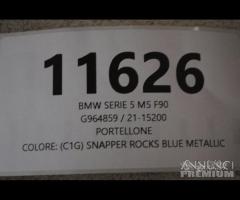 11626
BMW SERIE 5 M5 F90
G964859 / 21-15200
PORTELLONE
COLORE: (C1G) SNAPPER ROCKS BLUE METALLIC
ANNUNCI
PREMIUM